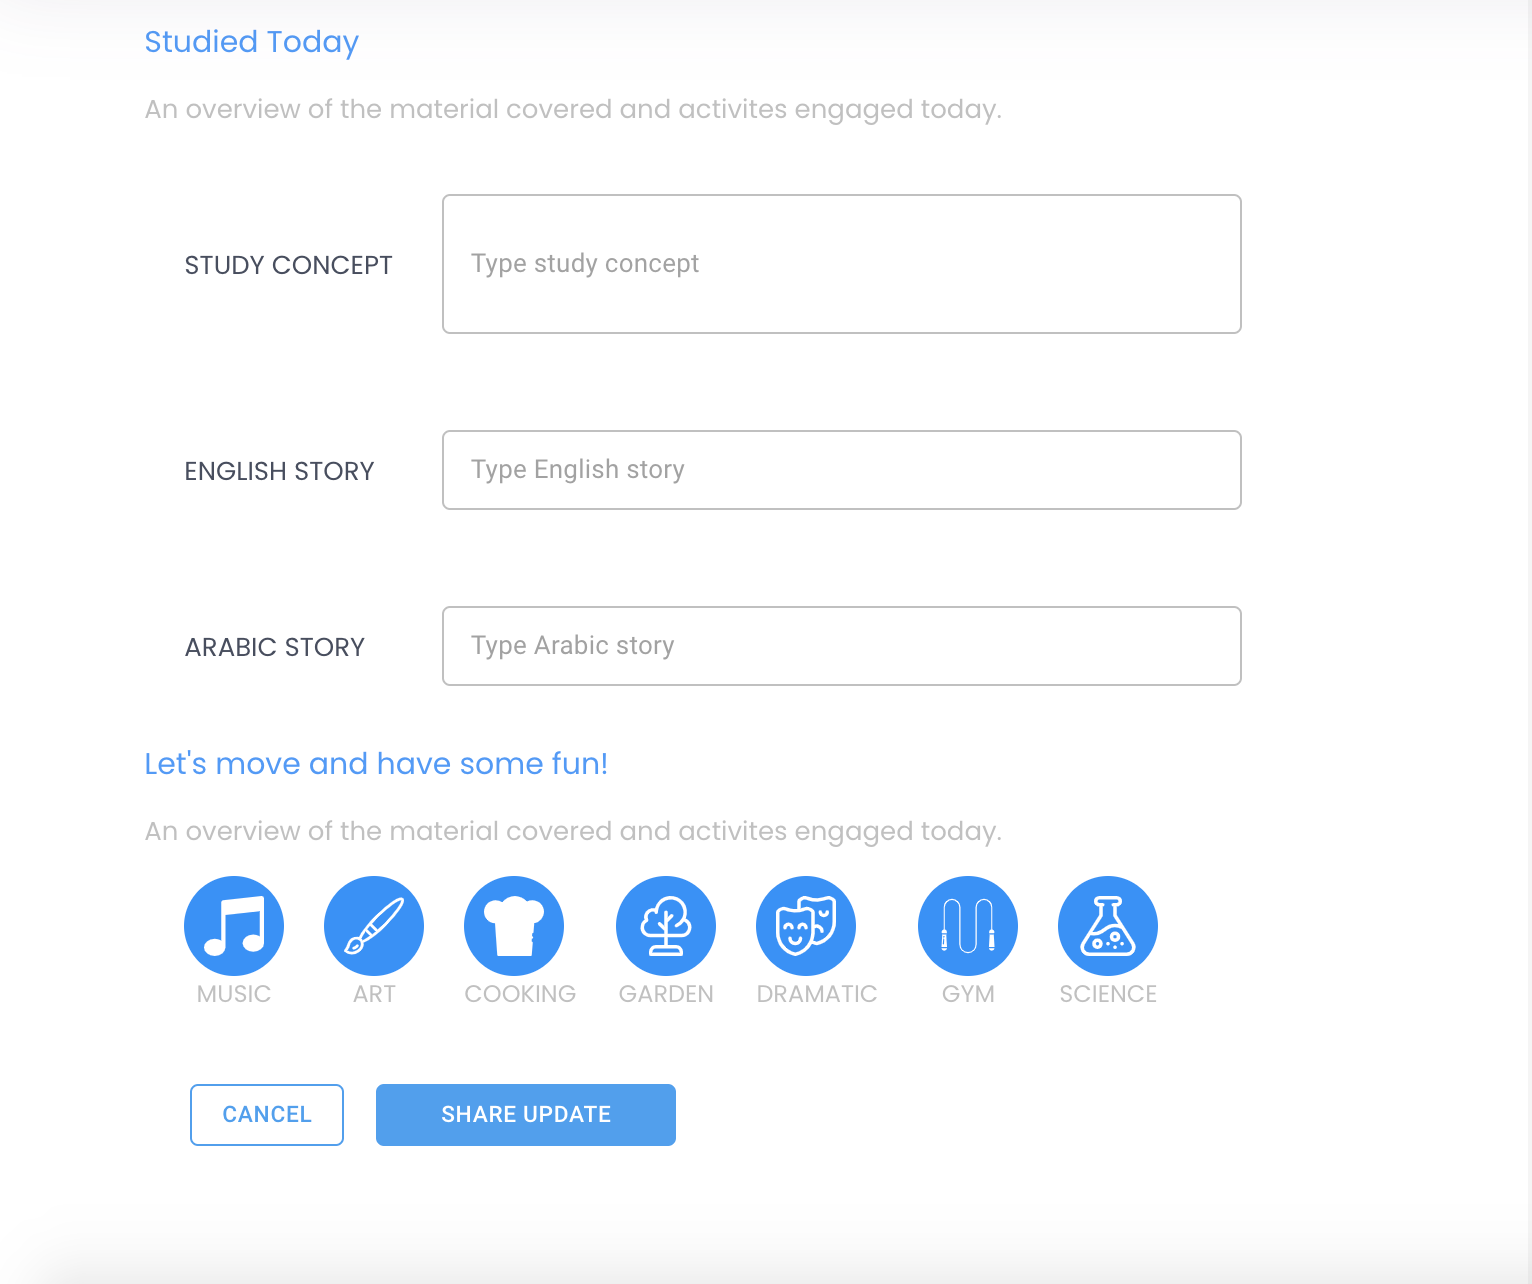 Studied Today
An overview of the material covered and activites engaged today.
STUDY CONCEPT
Type study concept
ENGLISH STORY
Type English story
ARABIC STORY
Type Arabic story
Let's move and have some fun!
An overview of the material covered and activites engaged today.
MUSIC
ART
COOKING
GARDEN
DRAMATIC
GYM
SCIENCE
CANCEL
SHARE UPDATE